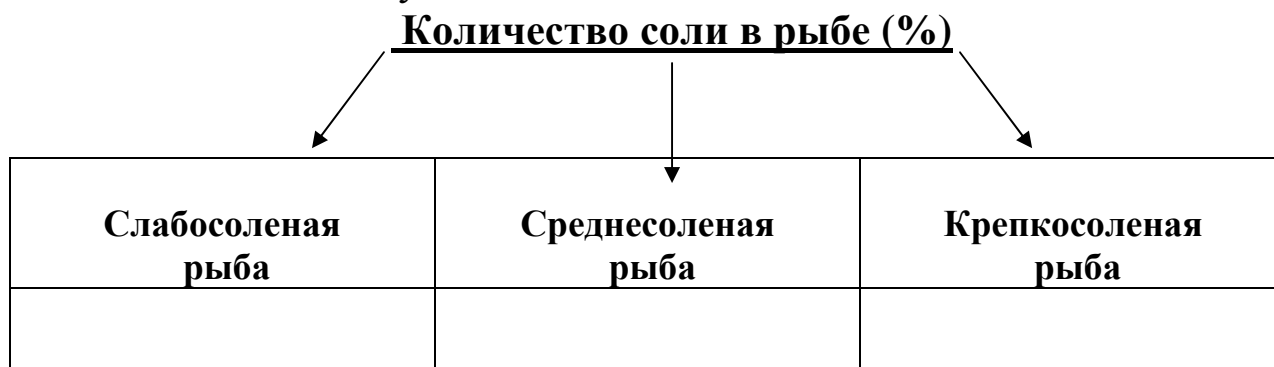 Количество соли в рыбе (%)
Слабосоленая
рыба
Среднесоленая
рыба
Крепкосоленая
рыба